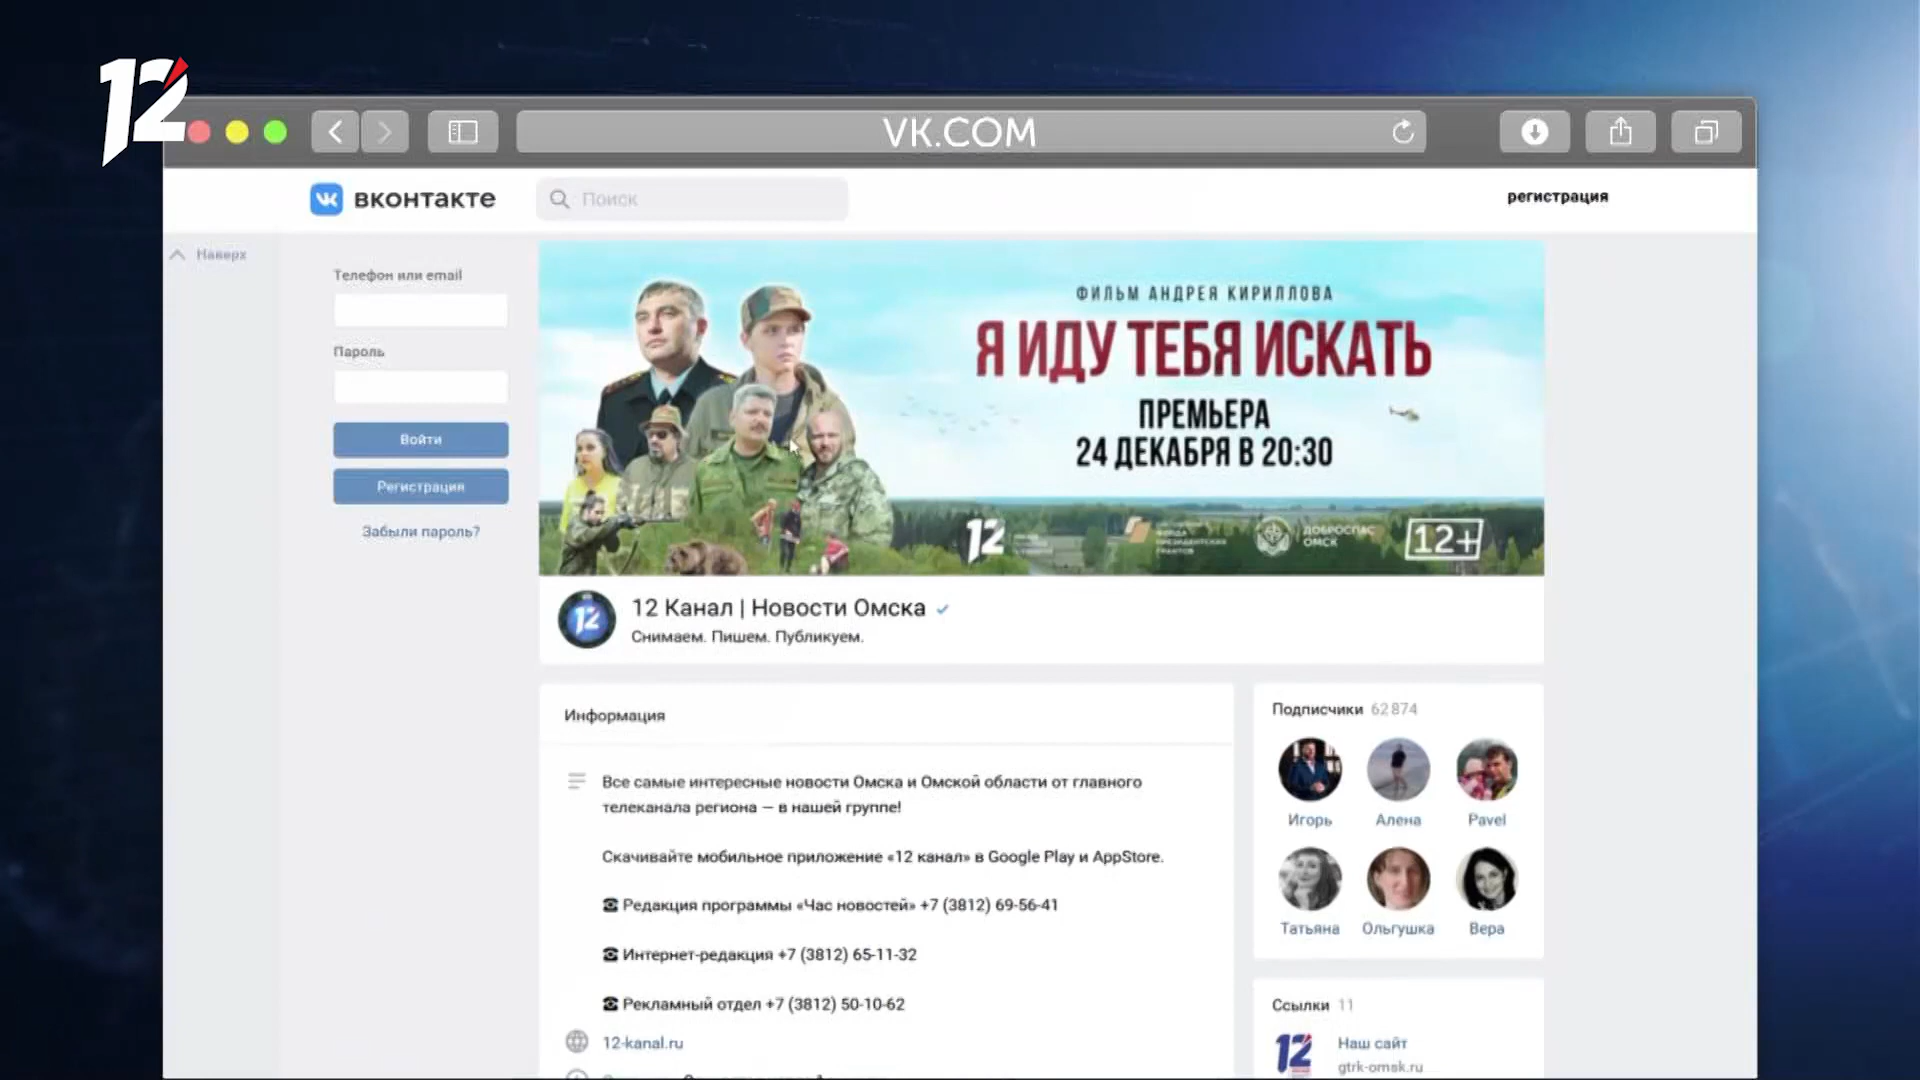 12
VK.COM
вконтакте
Поиск
регистрация
Наверх
Телефон или email
Пароль
Войти
Регистрация
Забыли пароль?
ФИЛЬМ АНДРЕЯ КИРИЛЛОВА
Я ИДУ ТЕБЯ ИСКАТЬ
ПРЕМЬЕРА
24 ДЕКАБРЯ В 20:30
12
ФОНДА
ПРЕЗИДЕНТСКИХ
ГРАНТОВ
ДОБРОСПАС
ОМСК
12+
12
12 Канал | Новости Омска
Снимаем. Пишем. Публикуем.
Информация
Все самые интересные новости Омска и Омской области от главного
телеканала региона — в нашей группе!
Скачивайте мобильное приложение «12 канал» в Google Play и AppStore.
Редакция программы «Час новостей» +7 (3812) 69-56-41
Интернет-редакция +7 (3812) 65-11-32
Рекламный отдел +7 (3812) 50-10-62
12-kanal.ru
Подписчики 62 874
Игорь
Алена
Pavel
Татьяна
Ольгушка
Вера
Ссылки 11
12
Наш сайт
gtrk-omsk.ru